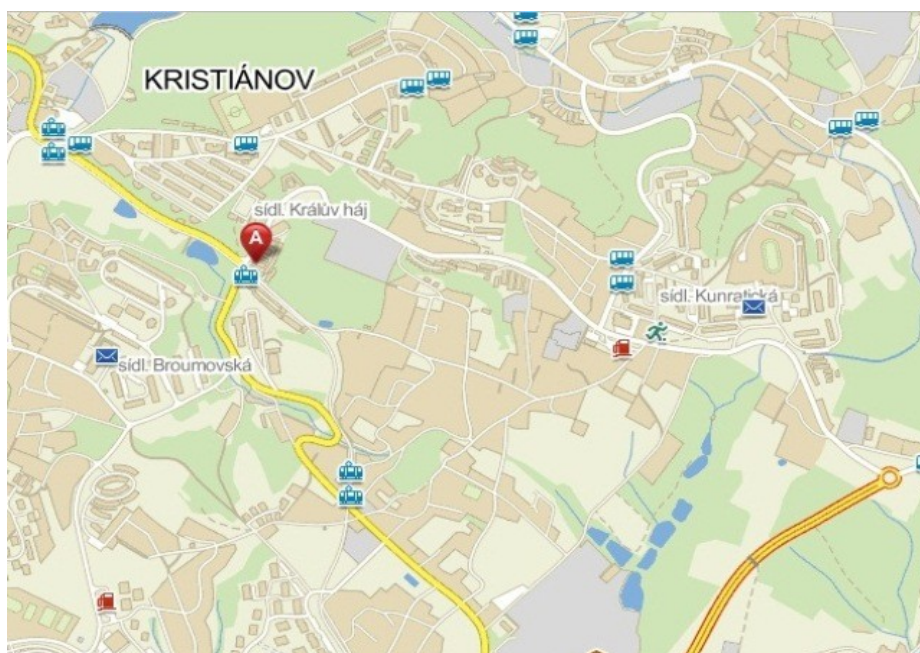 KRISTIÁNOV
sídl. Králův háj
A
sídl. Kunratická
sídl. Broumovská